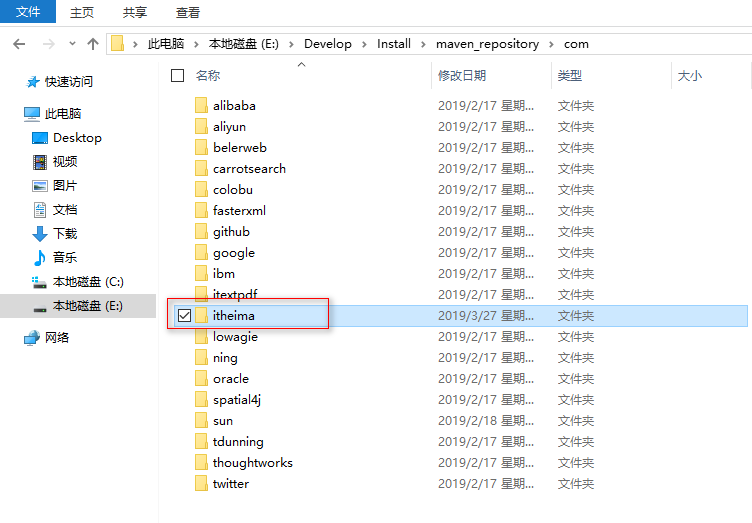 文件 主页 共享 查看
此电脑 › 本地磁盘 (E:) › Develop › Install › maven_repository › com
名称 修改日期 类型 大小
快速访问
此电脑
Desktop
视频
图片
文档
下载
音乐
本地磁盘 (C:)
本地磁盘 (E:)
网络
alibaba 2019/2/17 星期... 文件夹
aliyun 2019/2/17 星期... 文件夹
belerweb 2019/2/17 星期... 文件夹
carrotsearch 2019/2/17 星期... 文件夹
colobu 2019/2/17 星期... 文件夹
fasterxml 2019/2/17 星期... 文件夹
github 2019/2/17 星期... 文件夹
google 2019/2/17 星期... 文件夹
ibm 2019/2/17 星期... 文件夹
itextpdf 2019/2/17 星期... 文件夹
itheima 2019/3/27 星期... 文件夹
lowagie 2019/2/17 星期... 文件夹
ning 2019/2/17 星期... 文件夹
oracle 2019/2/17 星期... 文件夹
spatial4j 2019/2/17 星期... 文件夹
sun 2019/2/18 星期... 文件夹
tdunning 2019/2/17 星期... 文件夹
thoughtworks 2019/2/17 星期... 文件夹
twitter 2019/2/17 星期... 文件夹